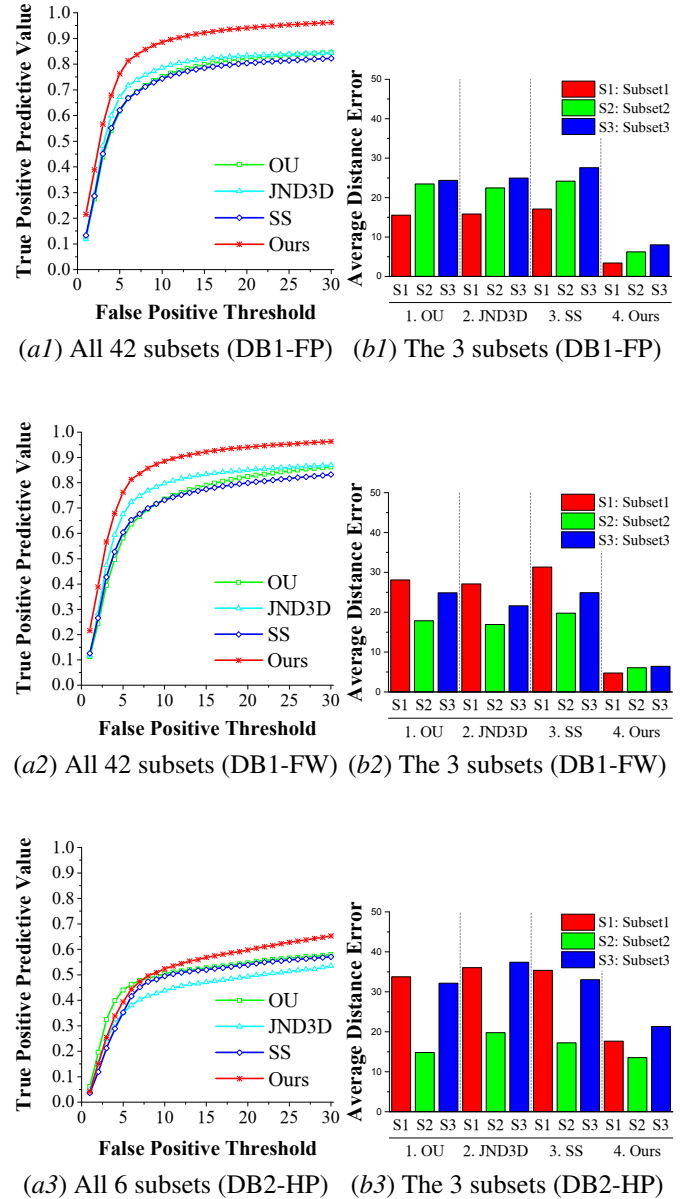 True Positive Predictive Value
1.0
0.9
0.8
0.7
0.6
0.5
0.4
0.3
0.2
0.1
0.0
OU
JND3D
SS
Ours
0 5 10 15 20 25 30
False Positive Threshold
(a1) All 42 subsets (DB1-FP)
Average Distance Error
50
40
30
20
10
0
S1: Subset1
S2: Subset2
S3: Subset3
S1 S2 S3 S1 S2 S3 S1 S2 S3 S1 S2 S3
1. OU 2. JND3D 3. SS 4. Ours
(b1) The 3 subsets (DB1-FP)
True Positive Predictive Value
1.0
0.9
0.8
0.7
0.6
0.5
0.4
0.3
0.2
0.1
0.0
OU
JND3D
SS
Ours
0 5 10 15 20 25 30
False Positive Threshold
(a2) All 42 subsets (DB1-FW)
Average Distance Error
50
40
30
20
10
0
S1: Subset1
S2: Subset2
S3: Subset3
S1 S2 S3 S1 S2 S3 S1 S2 S3 S1 S2 S3
1. OU 2. JND3D 3. SS 4. Ours
(b2) The 3 subsets (DB1-FW)
True Positive Predictive Value
1.0
0.9
0.8
0.7
0.6
0.5
0.4
0.3
0.2
0.1
0.0
OU
JND3D
SS
Ours
0 5 10 15 20 25 30
False Positive Threshold
(a3) All 6 subsets (DB2-HP)
Average Distance Error
50
40
30
20
10
0
S1: Subset1
S2: Subset2
S3: Subset3
S1 S2 S3 S1 S2 S3 S1 S2 S3 S1 S2 S3
1. OU 2. JND3D 3. SS 4. Ours
(b3) The 3 subsets (DB2-HP)